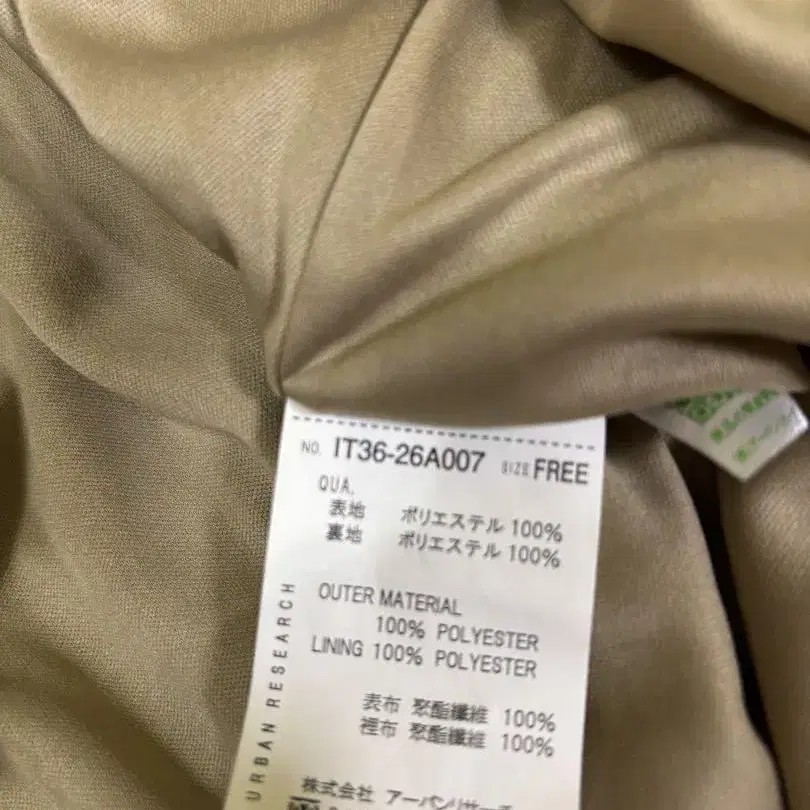 NO. IT36-26A007 SIZE FREE
QUA.
表地 ポリエステル 100%
裏地 ポリエステル 100%
OUTER MATERIAL
100% POLYESTER
LINING 100% POLYESTER
表布 聚酯纖維 100%
裡布 聚酯纖維 100%
株式会社 アーバンリサーチ
URBAN RESEARCH